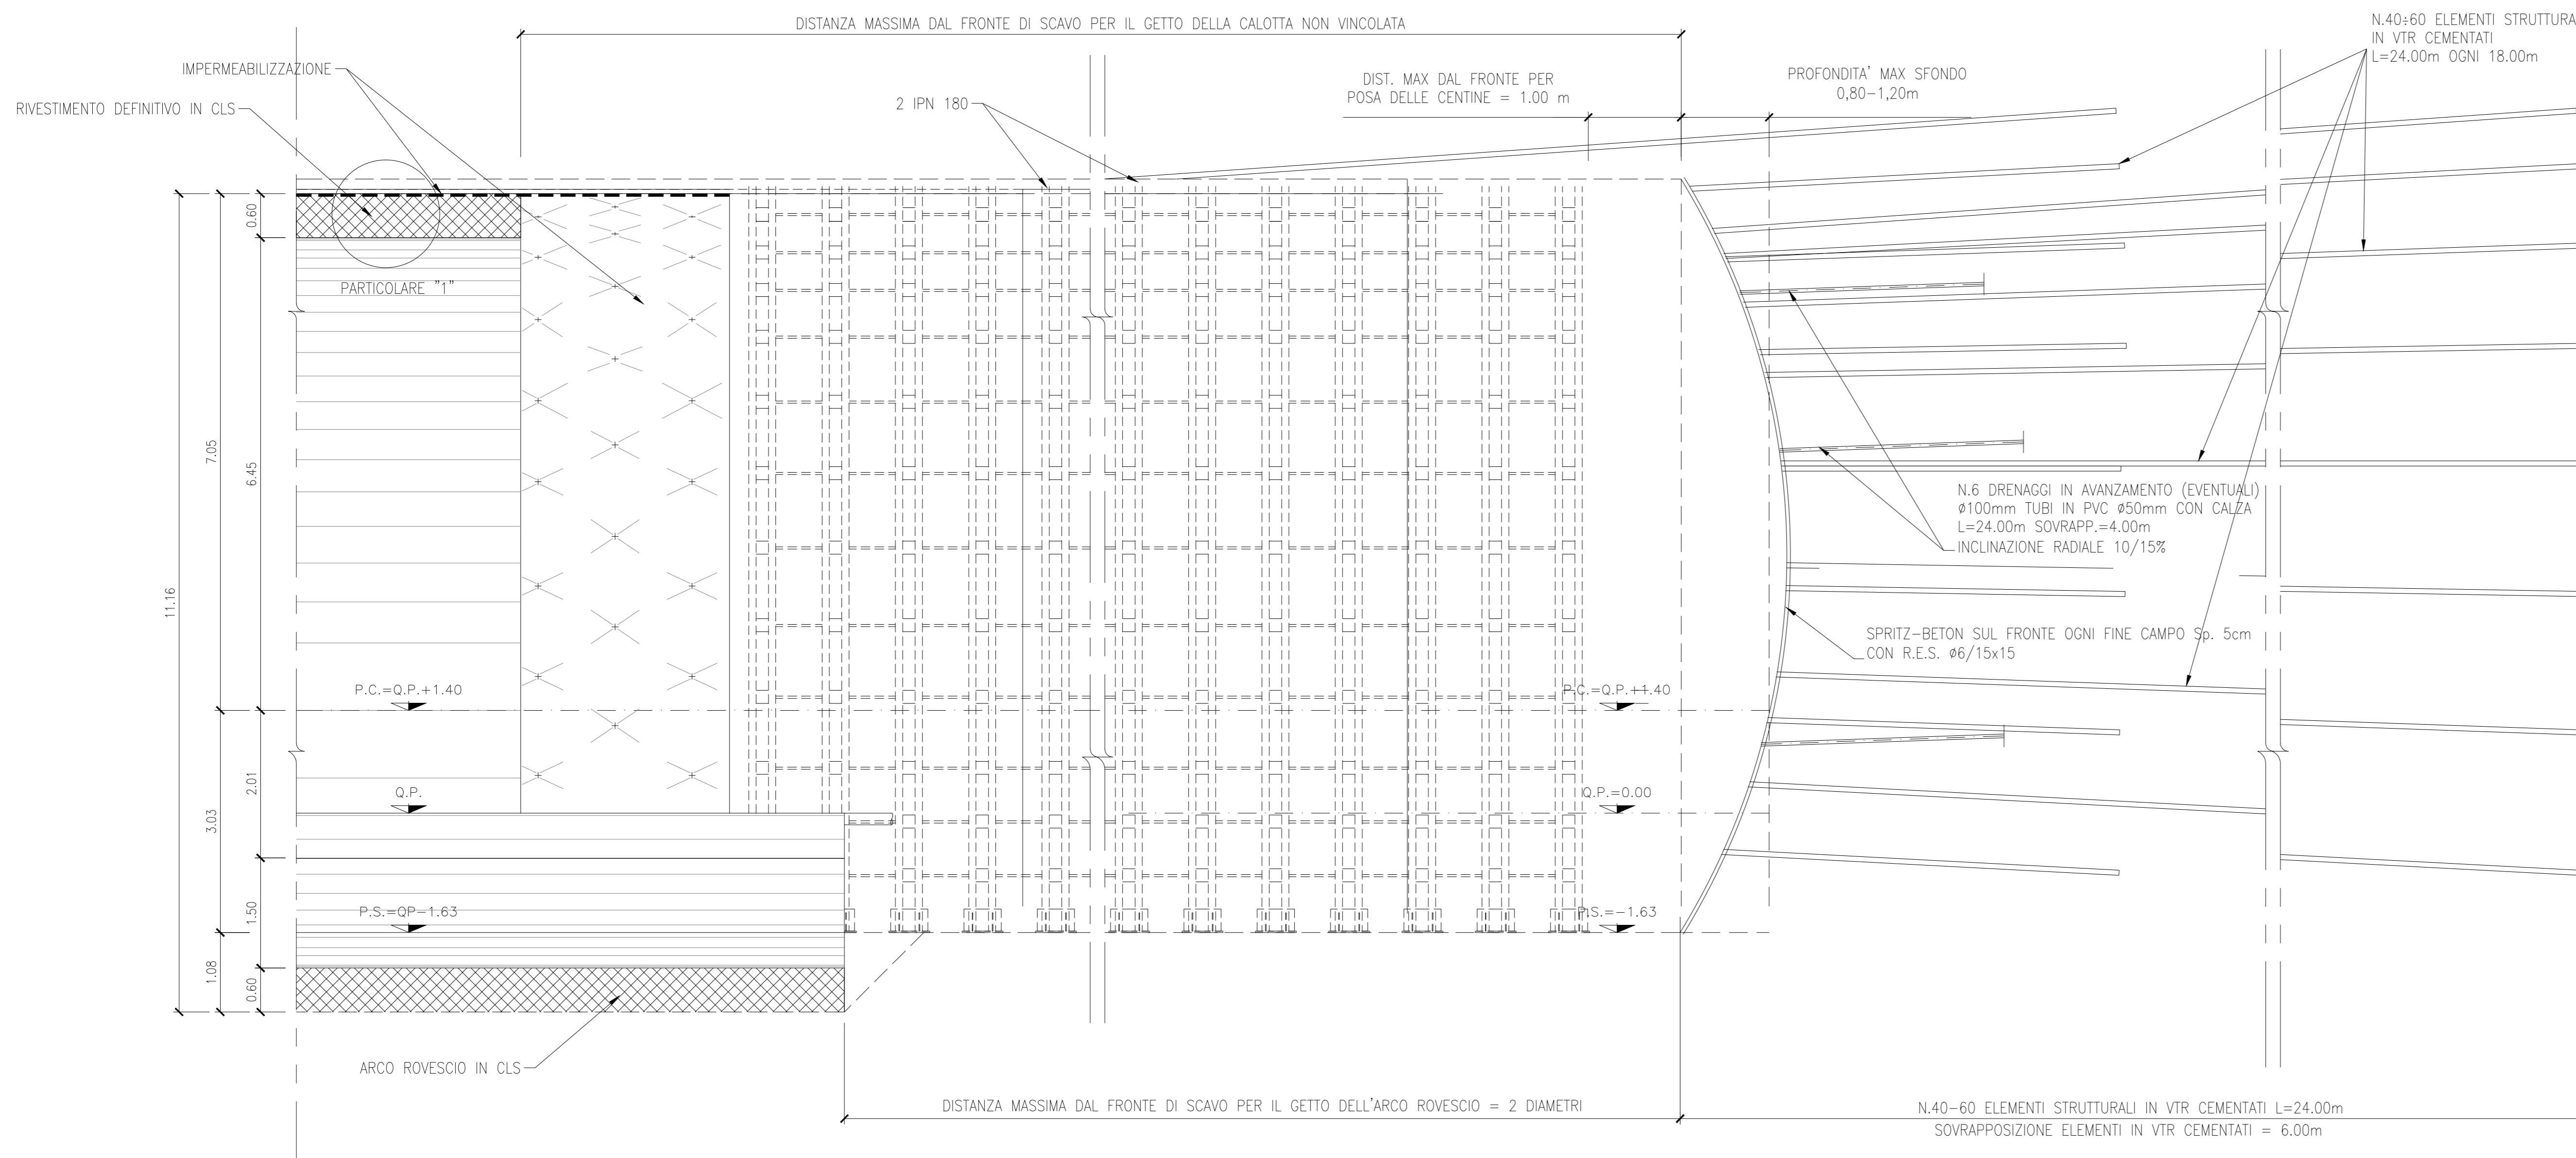 DISTANZA MASSIMA DAL FRONTE DI SCAVO PER IL GETTO DELLA CALOTTA NON VINCOLATA
N.40÷60 ELEMENTI STRUTTURA
IN VTR CEMENTATI
L=24.00m OGNI 18.00m
IMPERMEABILIZZAZIONE
RIVESTIMENTO DEFINITIVO IN CLS
2 IPN 180
DIST. MAX DAL FRONTE PER
POSA DELLE CENTINE = 1.00 m
PROFONDITA' MAX SFONDO
0,80-1,20m
PARTICOLARE "1"
0.60
7.05
6.45
11.16
2.01
3.03
1.50
1.08
0.60
N.6 DRENAGGI IN AVANZAMENTO (EVENTUALI)
ø100mm TUBI IN PVC ø50mm CON CALZA
L=24.00m SOVRAPP.=4.00m
INCLINAZIONE RADIALE 10/15%
SPRITZ-BETON SUL FRONTE OGNI FINE CAMPO Sp. 5cm
CON R.E.S. ø6/15x15
P.C.=Q.P.+1.40
P.C.=Q.P.+1.40
Q.P.
Q.P.=0.00
P.S.=QP-1.63
P.S.=-1.63
ARCO ROVESCIO IN CLS
DISTANZA MASSIMA DAL FRONTE DI SCAVO PER IL GETTO DELL'ARCO ROVESCIO = 2 DIAMETRI
N.40-60 ELEMENTI STRUTTURALI IN VTR CEMENTATI L=24.00m
SOVRAPPOSIZIONE ELEMENTI IN VTR CEMENTATI = 6.00m